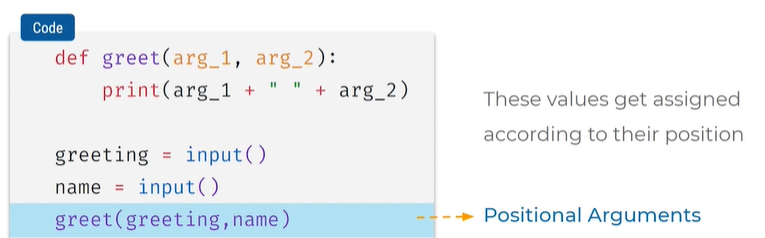 Code
def greet(arg_1, arg_2):
    print(arg_1 + " " + arg_2)
greeting = input()
name = input()
greet(greeting,name)
These values get assigned
according to their position
Positional Arguments